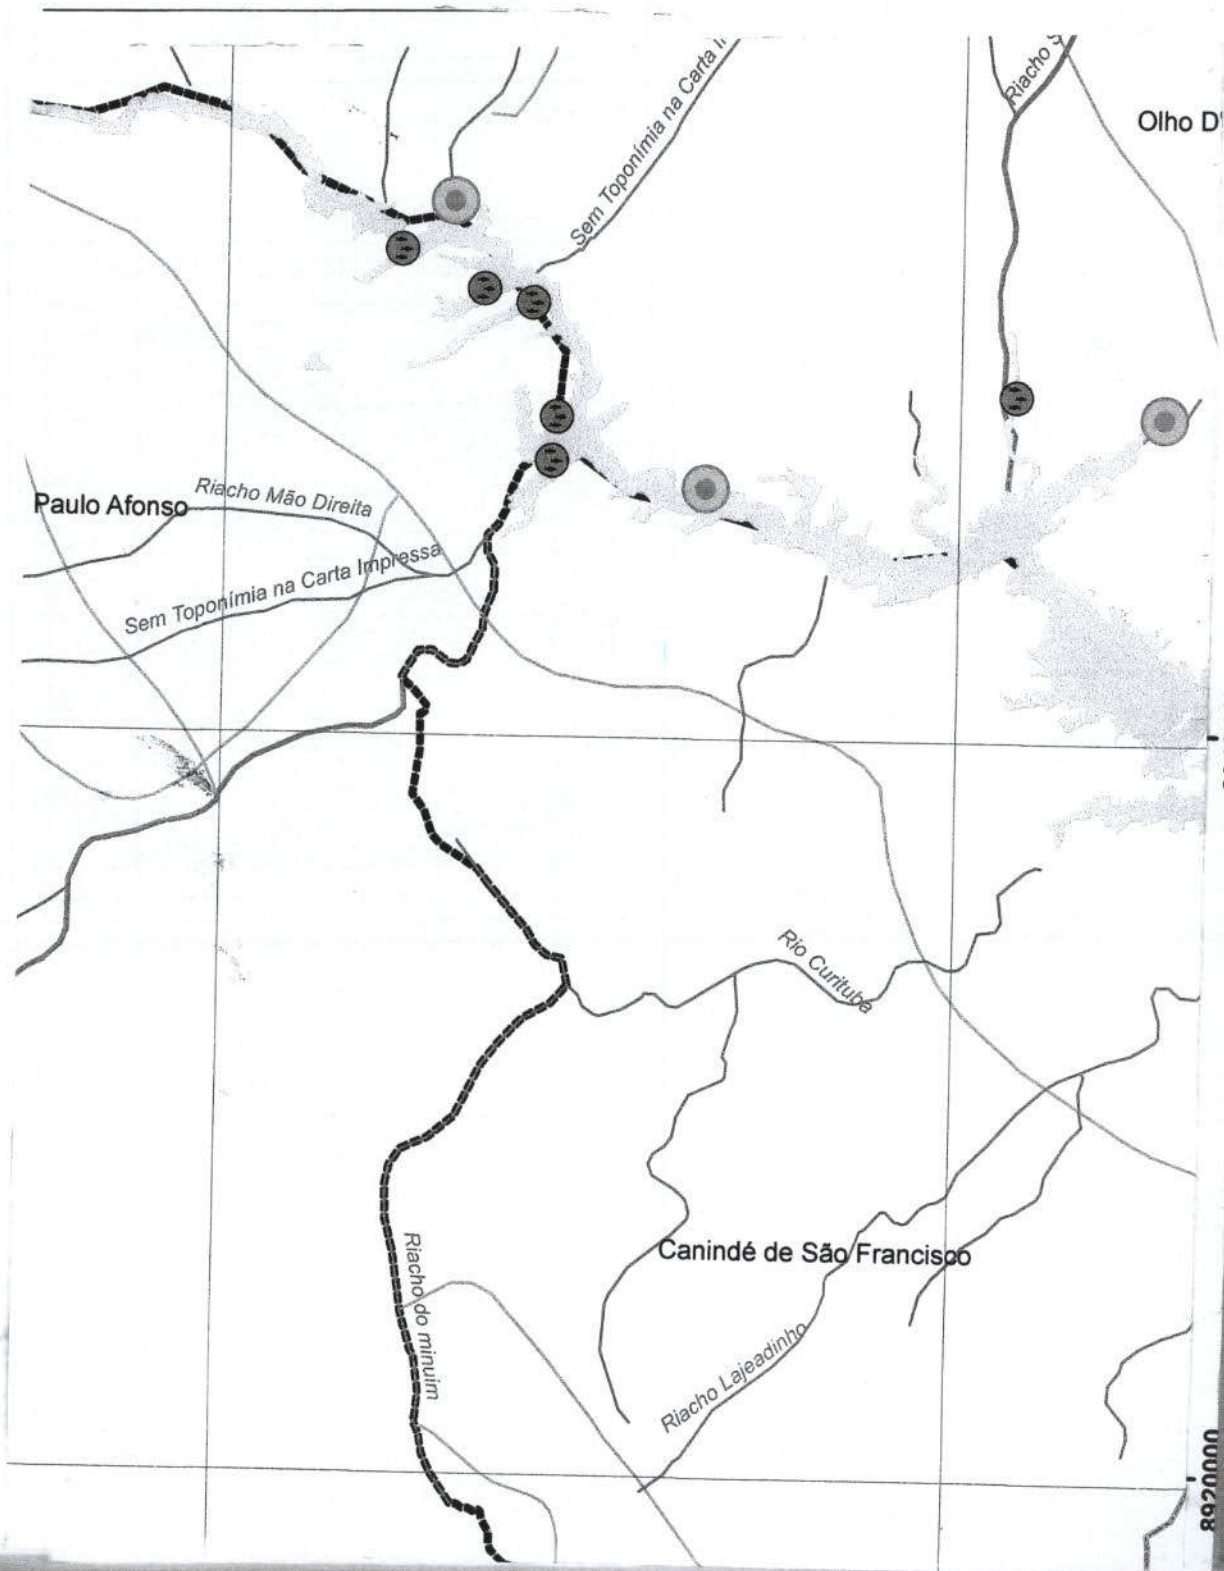 Sem Toponímia na Carta I
Riacho S
Olho D'
Paulo Afonso
Riacho Mão Direita
Sem Toponímia na Carta Impressa
Rio Curituba
Canindé de São Francisco
Riacho do minuim
Riacho Lajeadinho
8920000